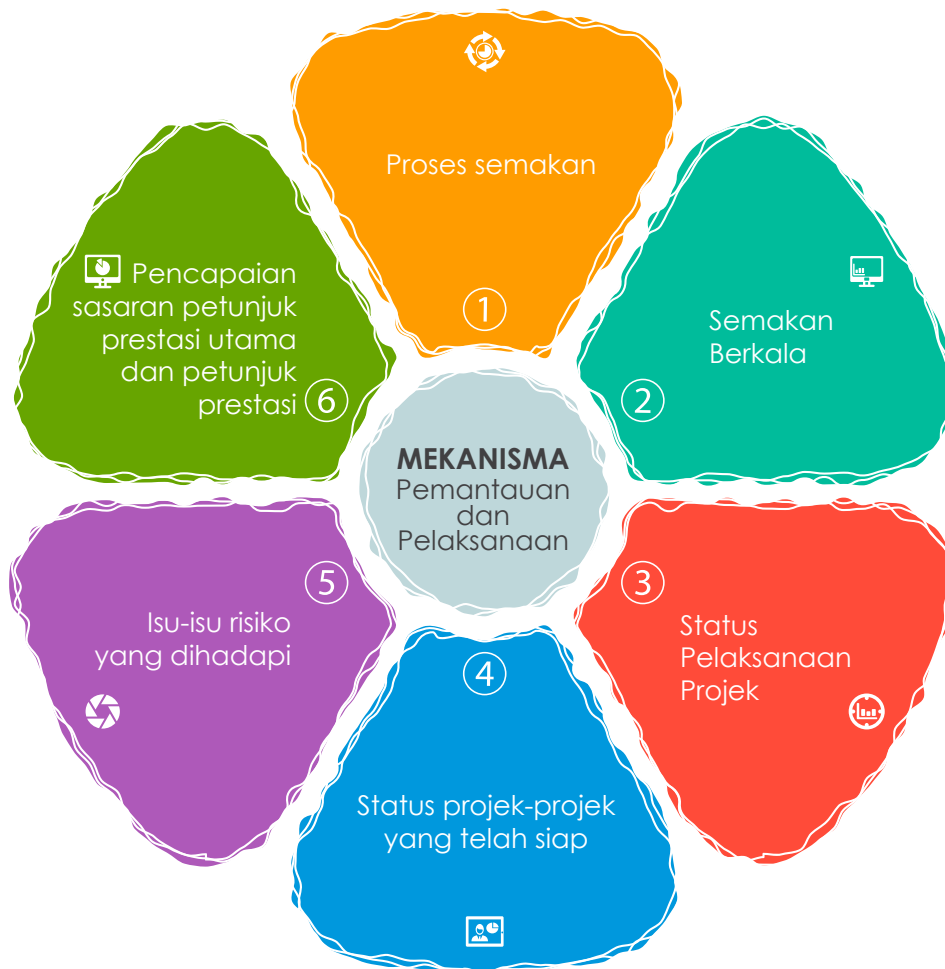 Proses semakan
1
Semakan
Berkala
2
3
Status
Pelaksanaan
Projek
4
Status projek-projek
yang telah siap
5
Isu-isu risiko
yang dihadapi
Pencapaian
sasaran petunjuk
prestasi utama
dan petunjuk
prestasi 6
MEKANISMA
Pemantauan
dan
Pelaksanaan